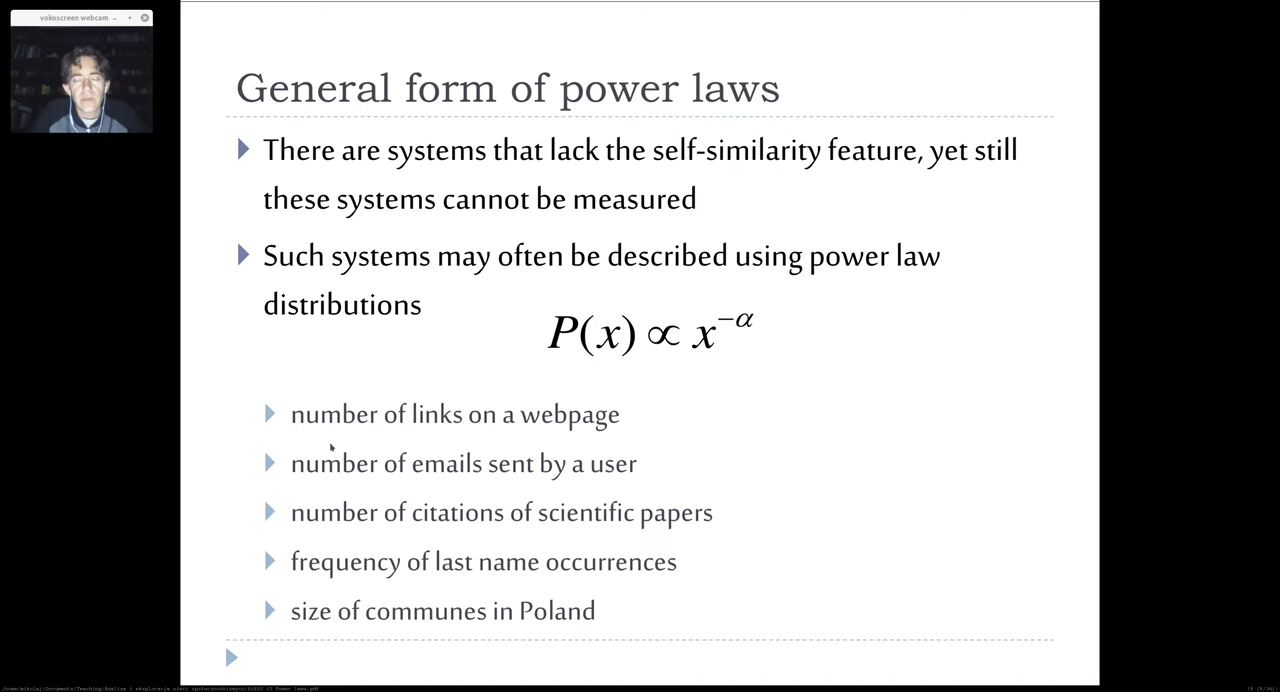 vokoscreen webcam
General form of power laws
There are systems that lack the self-similarity feature, yet still
these systems cannot be measured
Such systems may often be described using power law
distributions
P(x) ∝ x^{-α}
number of links on a webpage
number of emails sent by a user
number of citations of scientific papers
frequency of last name occurrences
size of communes in Poland